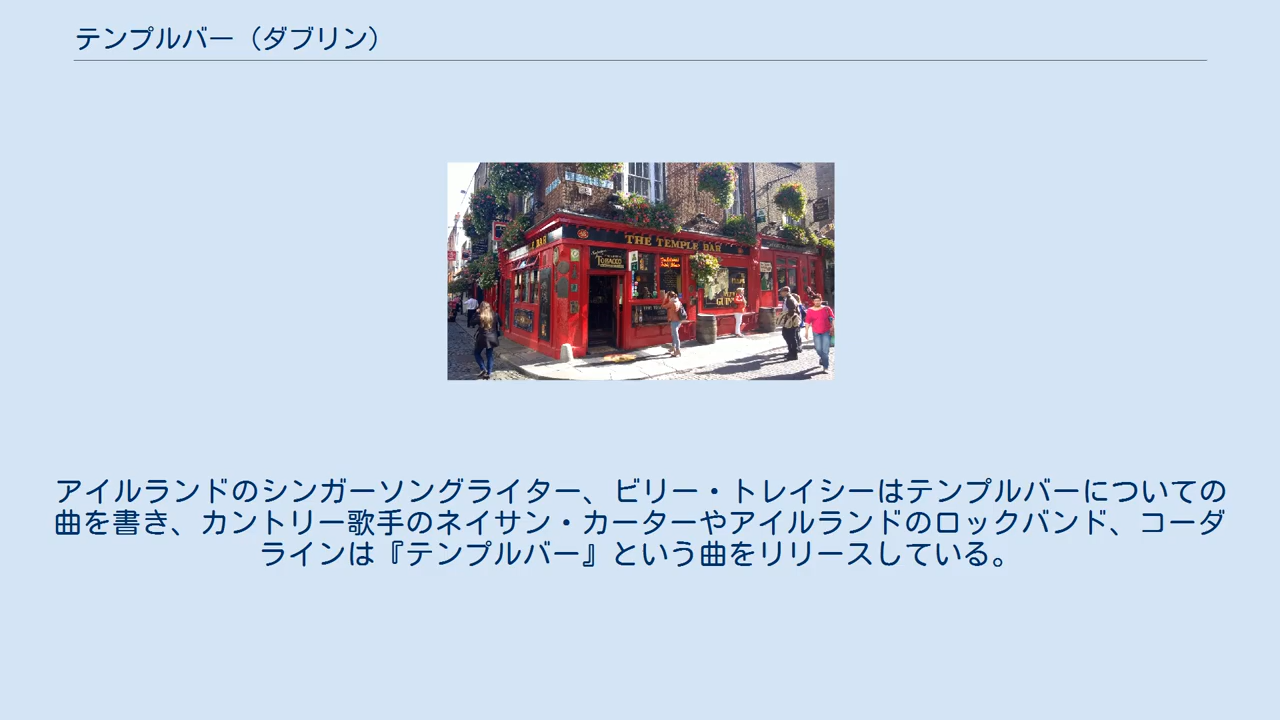 テンプルバー（ダブリン）
THE TEMPLE BAR
TOBACCO
アイルランドのシンガーソングライター、ビリー・トレイシーはテンプルバーについての
曲を書き、カントリー歌手のネイサン・カーターやアイルランドのロックバンド、コーダ
ラインは『テンプルバー』という曲をリリースしている。